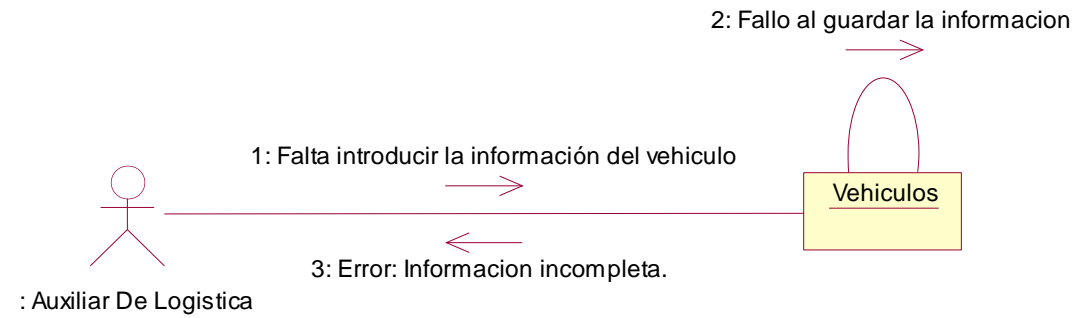 2: Fallo al guardar la informacion
1: Falta introducir la información del vehiculo
Vehiculos
3: Error: Informacion incompleta.
: Auxiliar De Logistica